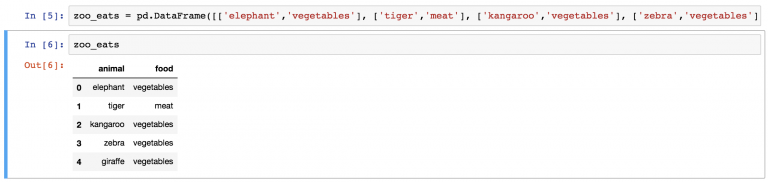 In [5]: zoo_eats = pd.DataFrame([['elephant','vegetables'], ['tiger','meat'], ['kangaroo','vegetables'], ['zebra','vegetables']
In [6]: zoo_eats
Out[6]:
animal food
0 elephant vegetables
1 tiger meat
2 kangaroo vegetables
3 zebra vegetables
4 giraffe vegetables